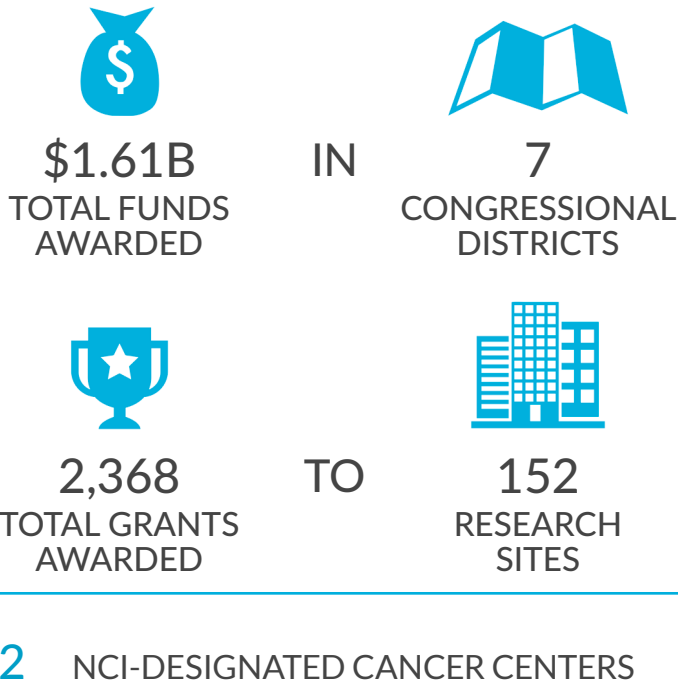 $
$1.61B IN 7
TOTAL FUNDS CONGRESSIONAL
AWARDED DISTRICTS
2,368 TO 152
TOTAL GRANTS RESEARCH
AWARDED SITES
2 NCI-DESIGNATED CANCER CENTERS